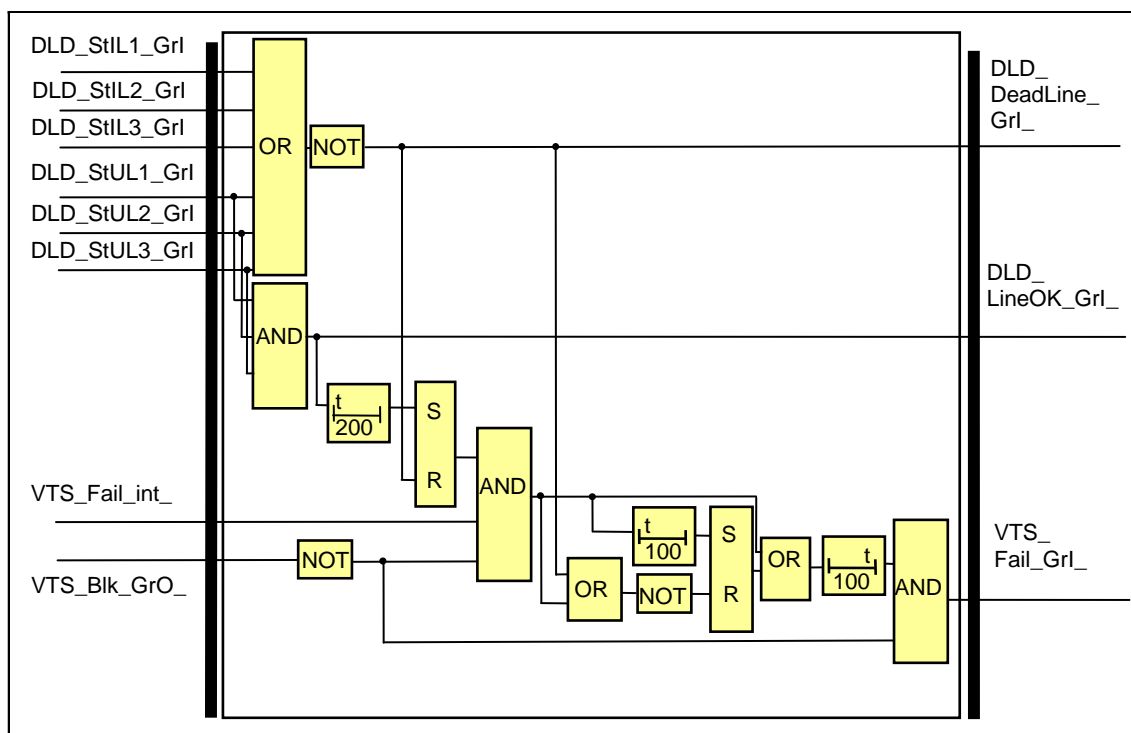 DLD_StIL1_GrI
DLD_StIL2_GrI
DLD_StIL3_GrI
DLD_StUL1_GrI
DLD_StUL2_GrI
DLD_StUL3_GrI
OR
NOT
DLD_
DeadLine_
GrI_
AND
DLD_
LineOK_GrI_
t
200
S
R
AND
VTS_Fail_int_
VTS_Blk_GrO_
NOT
t
100
OR
NOT
S
R
OR
t
100
AND
VTS_
Fail_GrI_